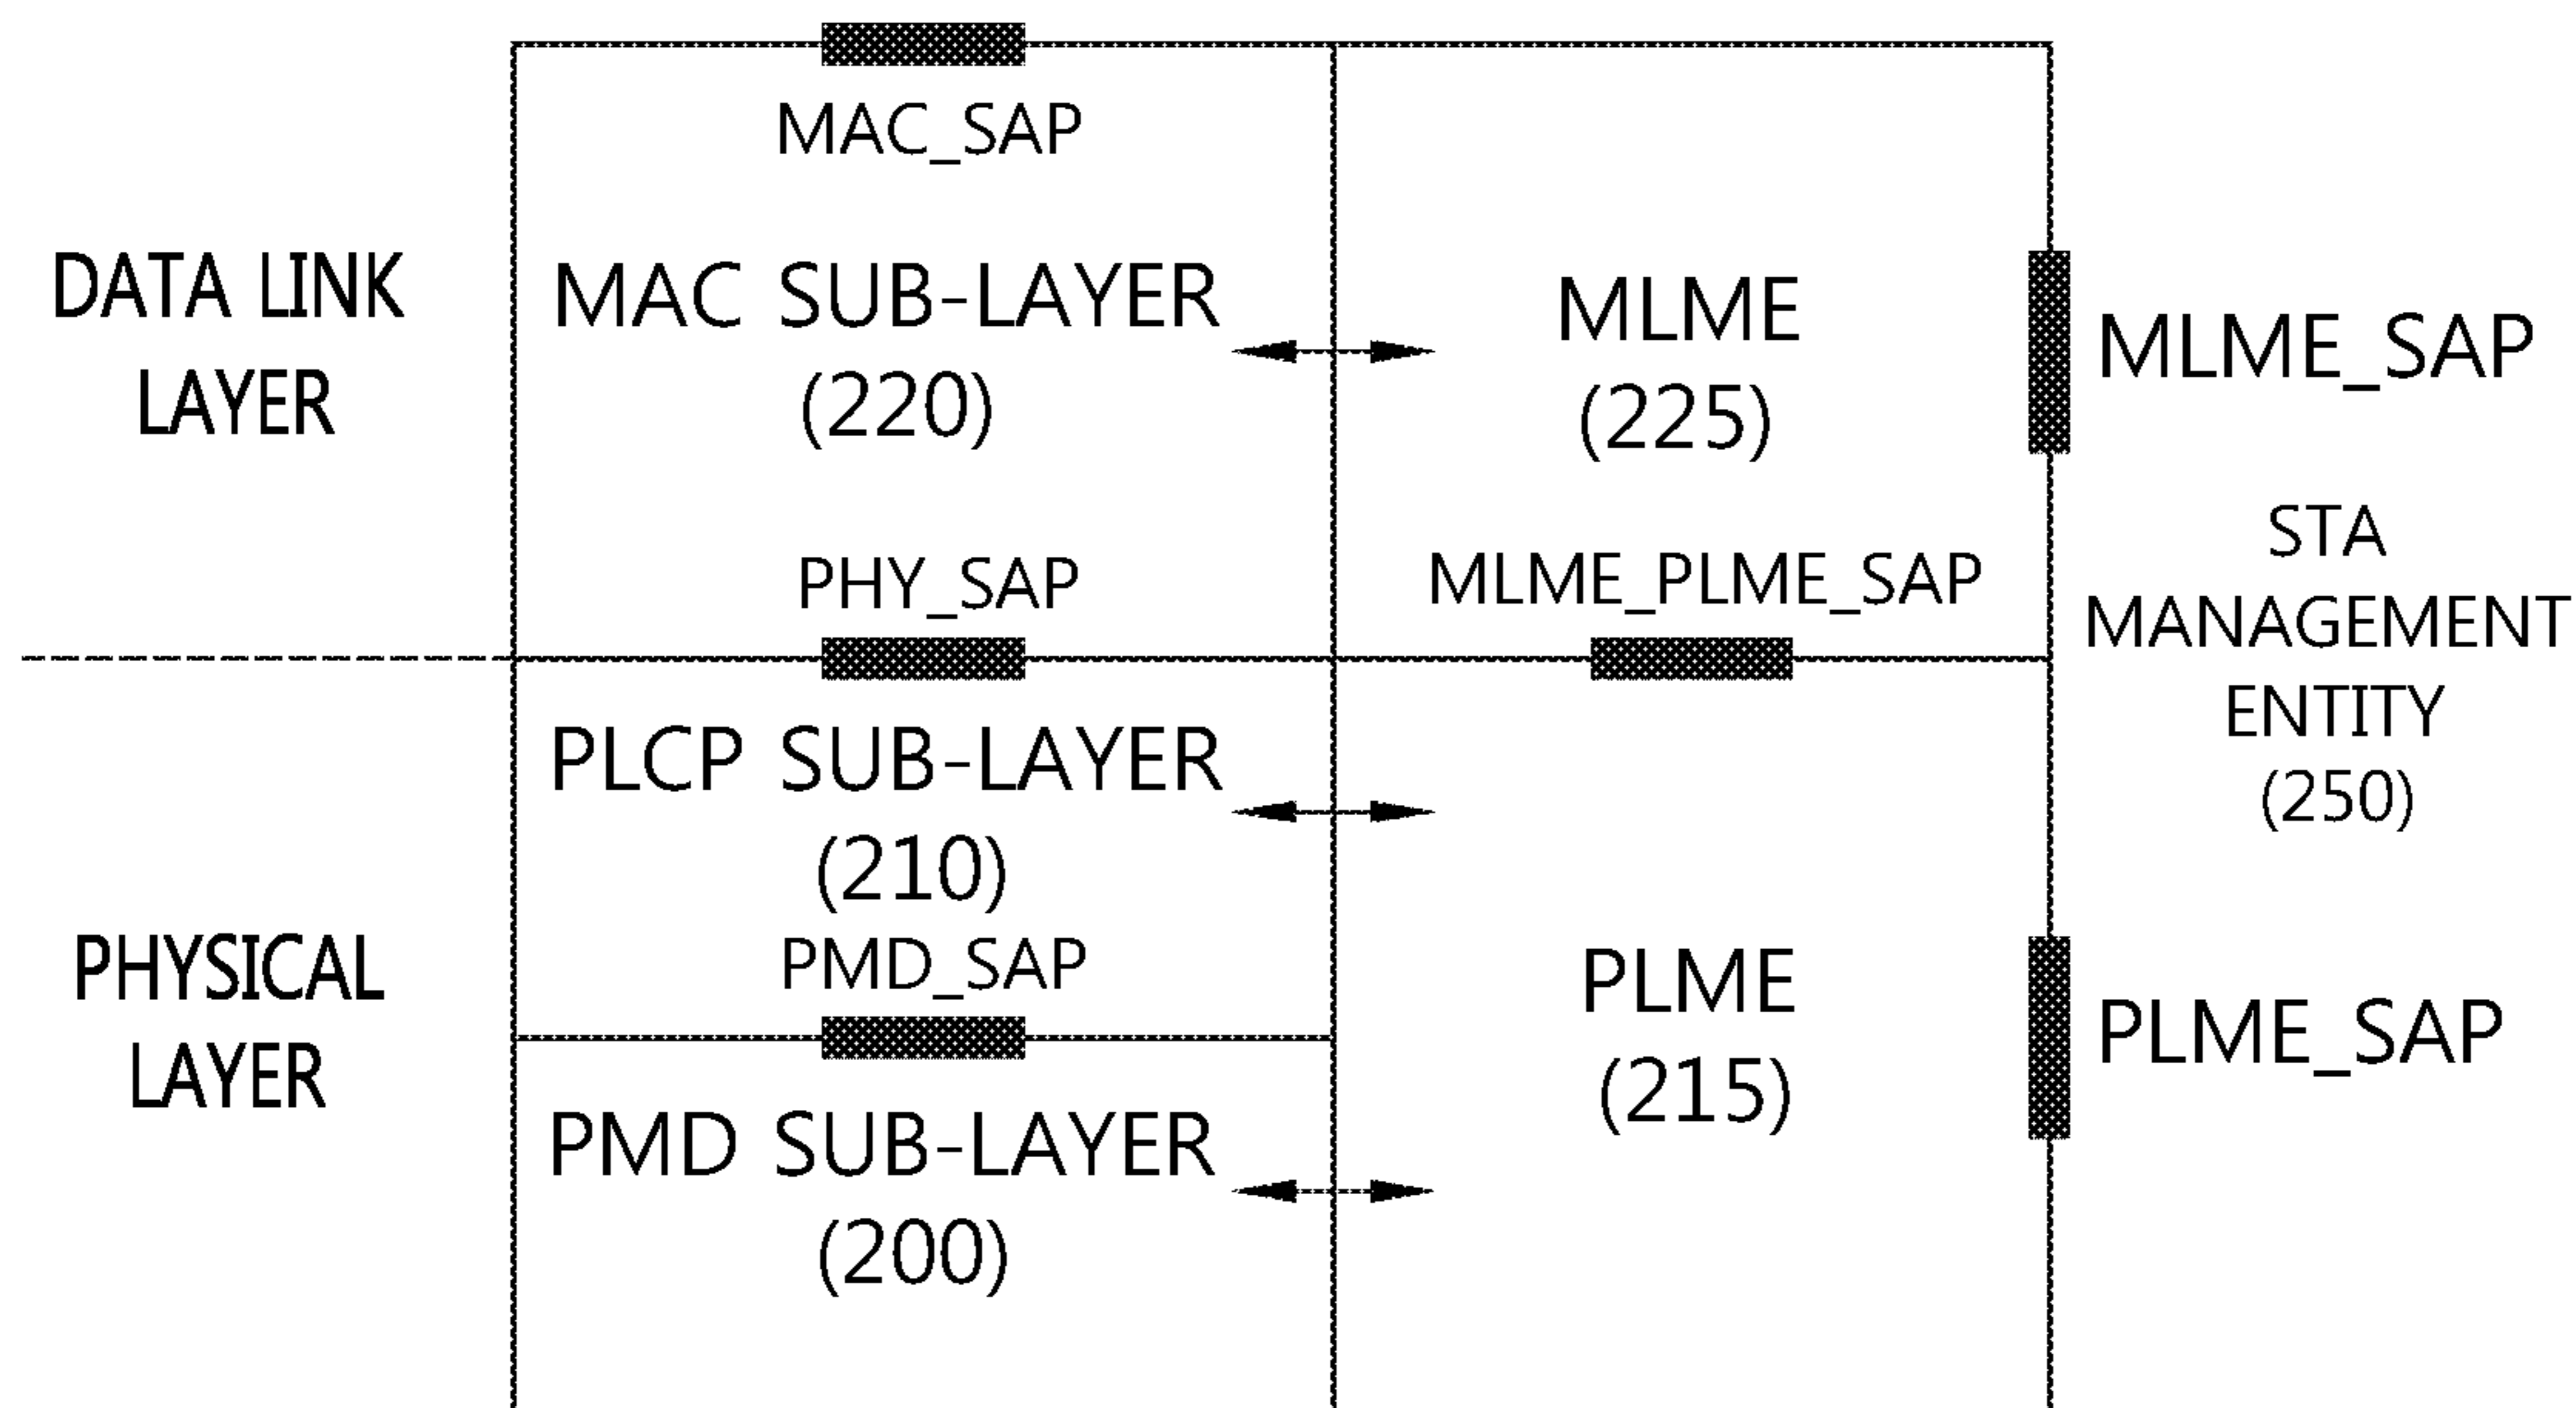 MAC_SAP
DATA LINK
LAYER
MAC SUB-LAYER
(220)
MLME
(225)
MLME_SAP
PHY_SAP
MLME_PLME_SAP
STA
MANAGEMENT
ENTITY
(250)
PLCP SUB-LAYER
(210)
PMD_SAP
PHYSICAL
LAYER
PLME
(215)
PLME_SAP
PMD SUB-LAYER
(200)